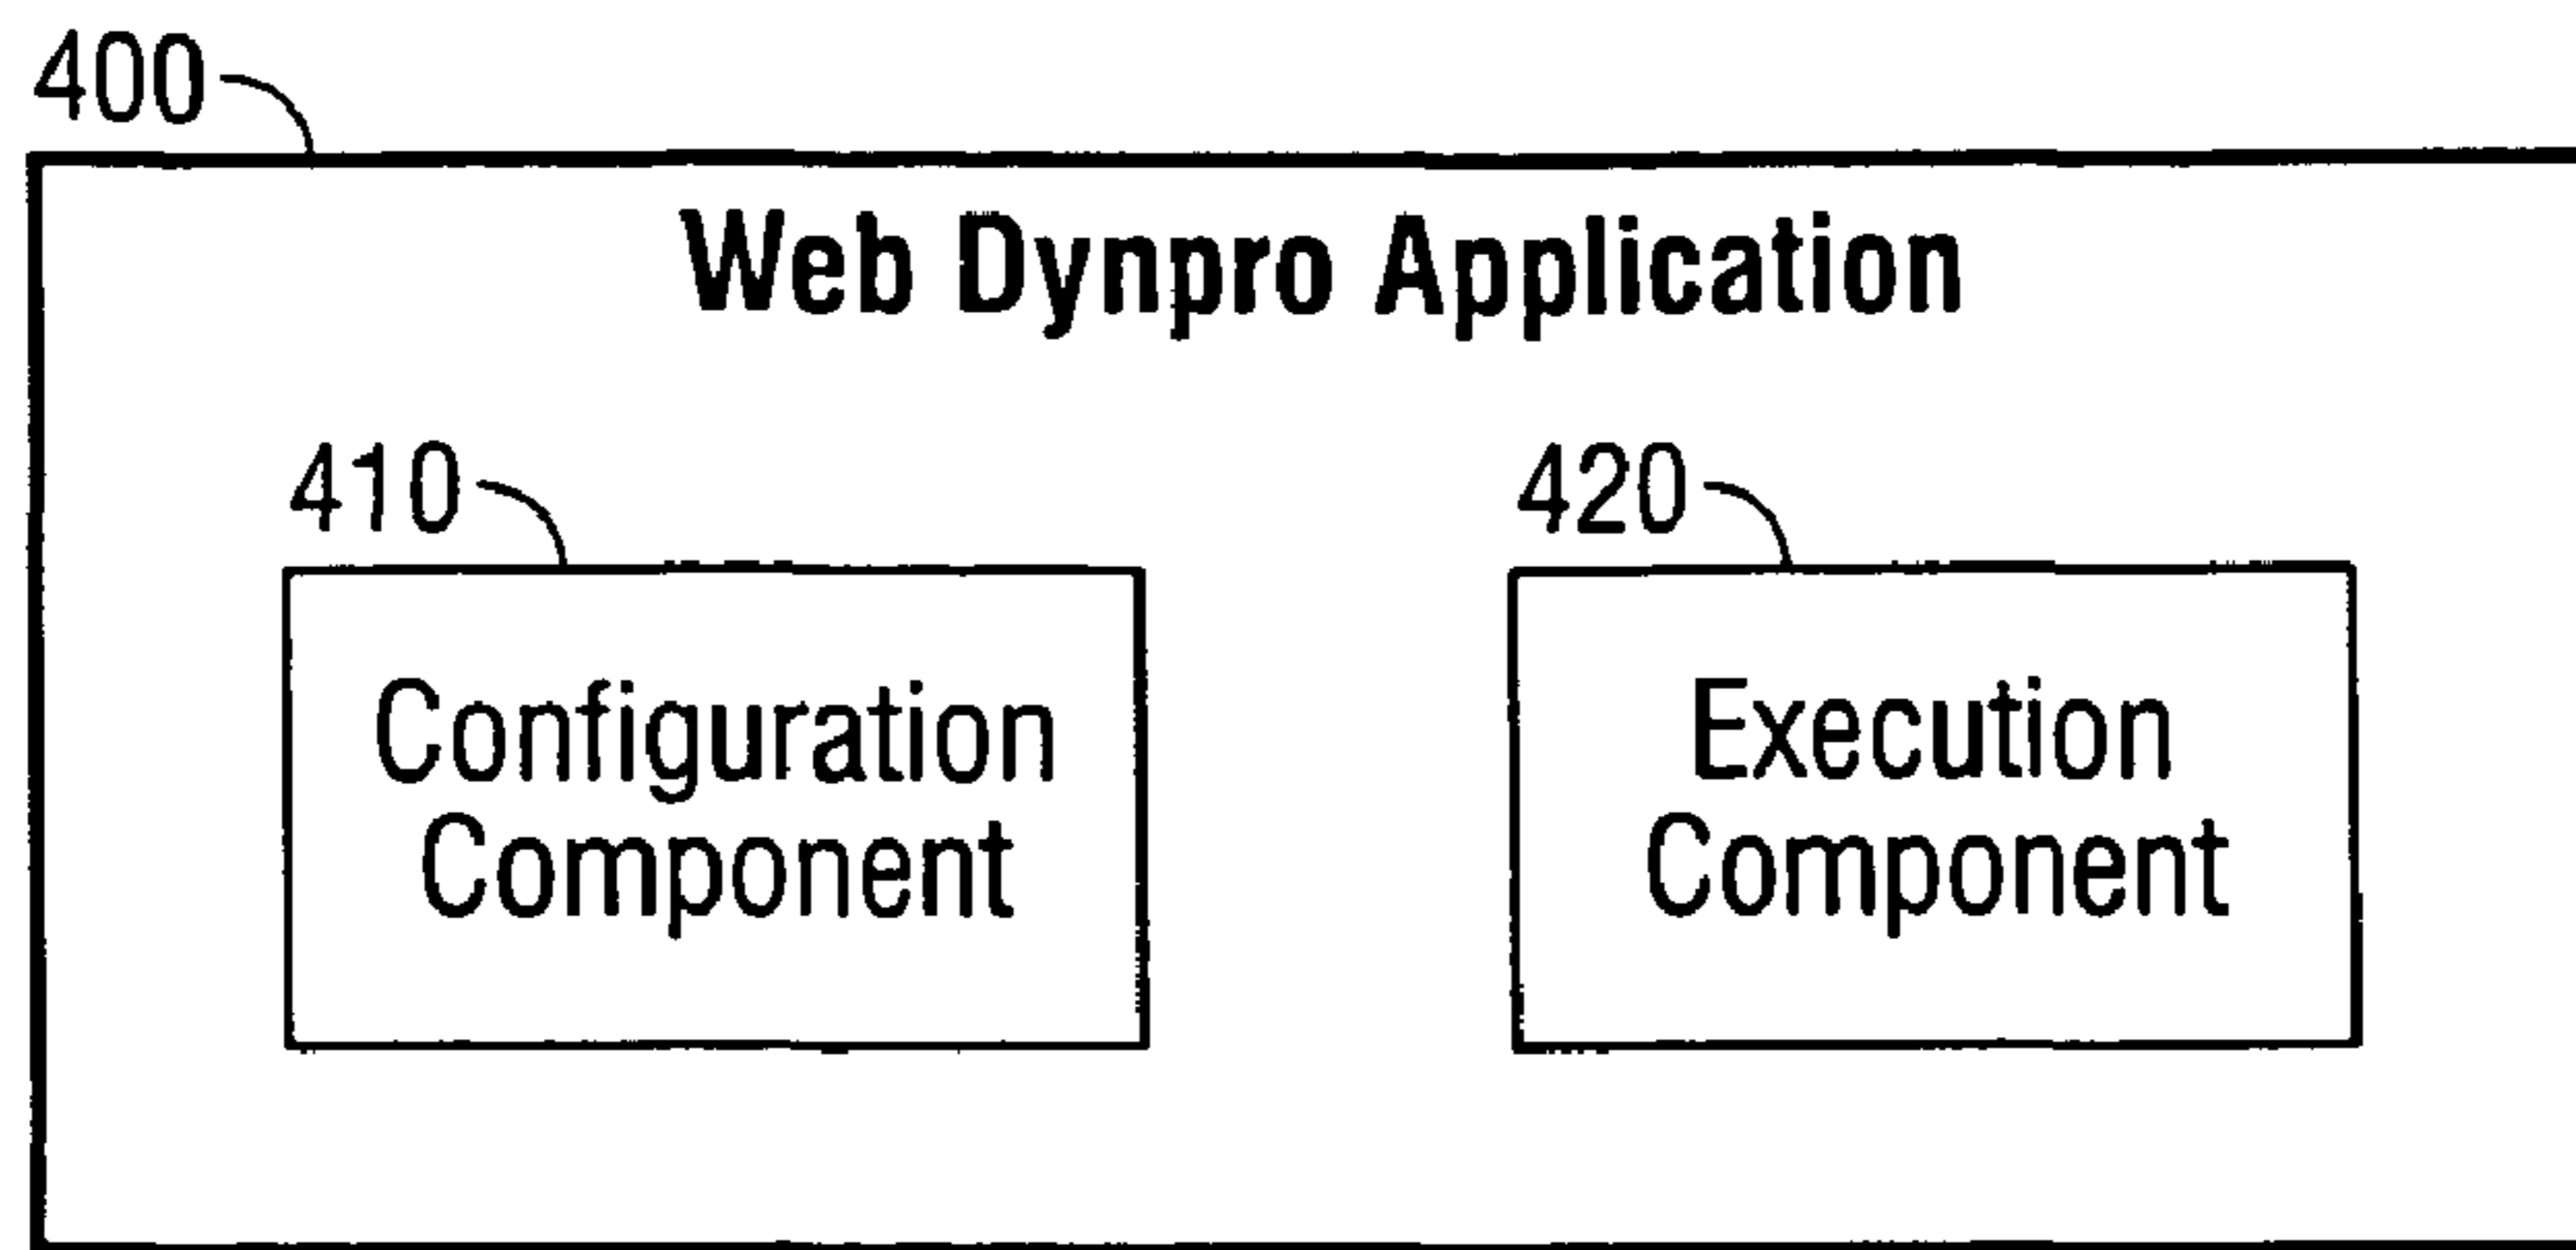 400
Web Dynpro Application
410
420
Configuration
Component
Execution
Component